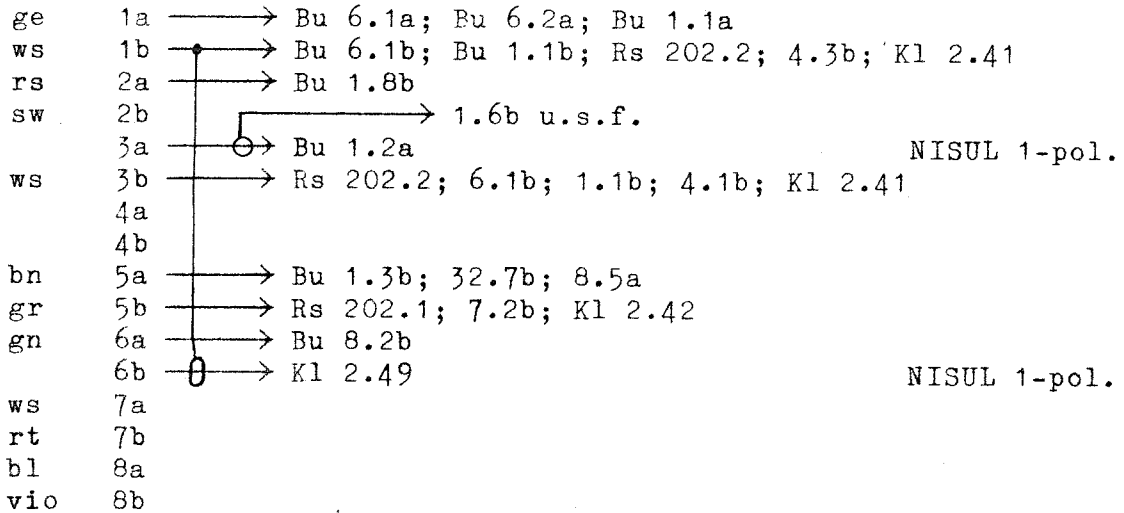 ge 1a → Bu 6.1a; Bu 6.2a; Bu 1.1a
ws 1b → Bu 6.1b; Bu 1.1b; Rs 202.2; 4.3b; Kl 2.41
rs 2a → Bu 1.8b
sw 2b → 1.6b u.s.f.
3a → Bu 1.2a NISUL 1-pol.
ws 3b → Rs 202.2; 6.1b; 1.1b; 4.1b; Kl 2.41
4a
4b
bn 5a → Bu 1.3b; 32.7b; 8.5a
gr 5b → Rs 202.1; 7.2b; Kl 2.42
gn 6a → Bu 8.2b
6b → Kl 2.49 NISUL 1-pol.
ws 7a
rt 7b
bl 8a
vio 8b